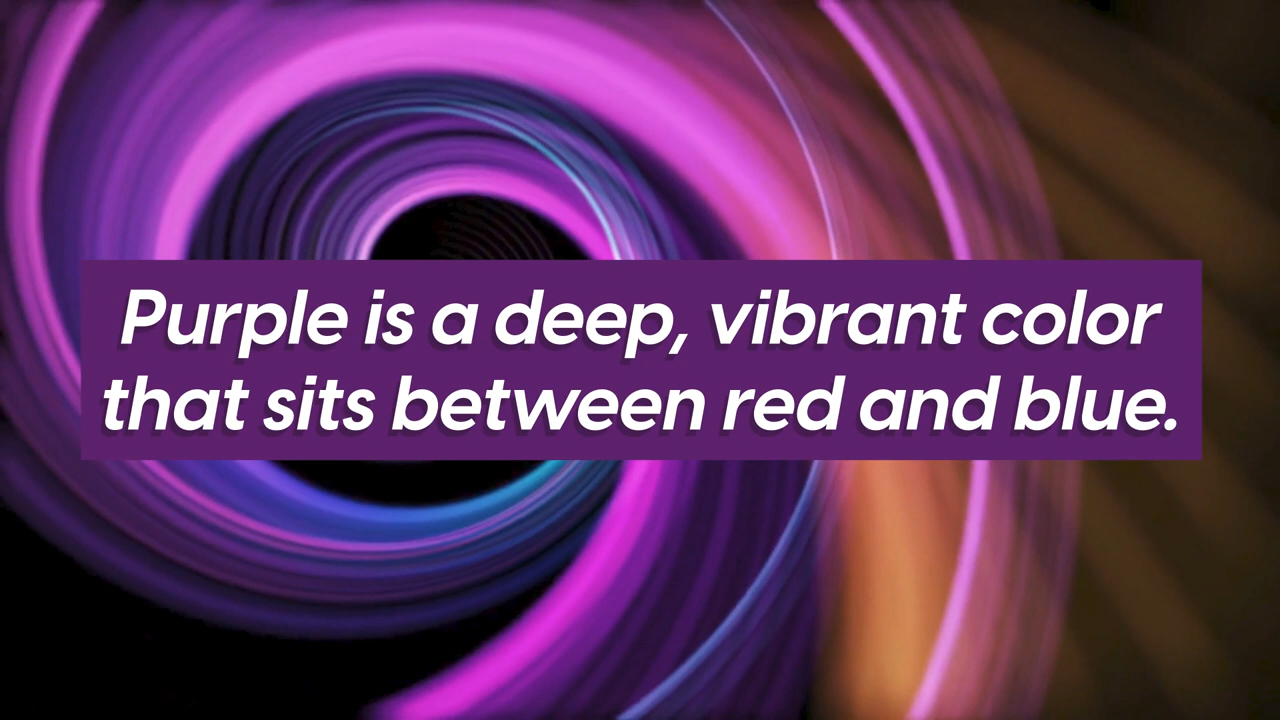 Purple is a deep, vibrant color
that sits between red and blue.